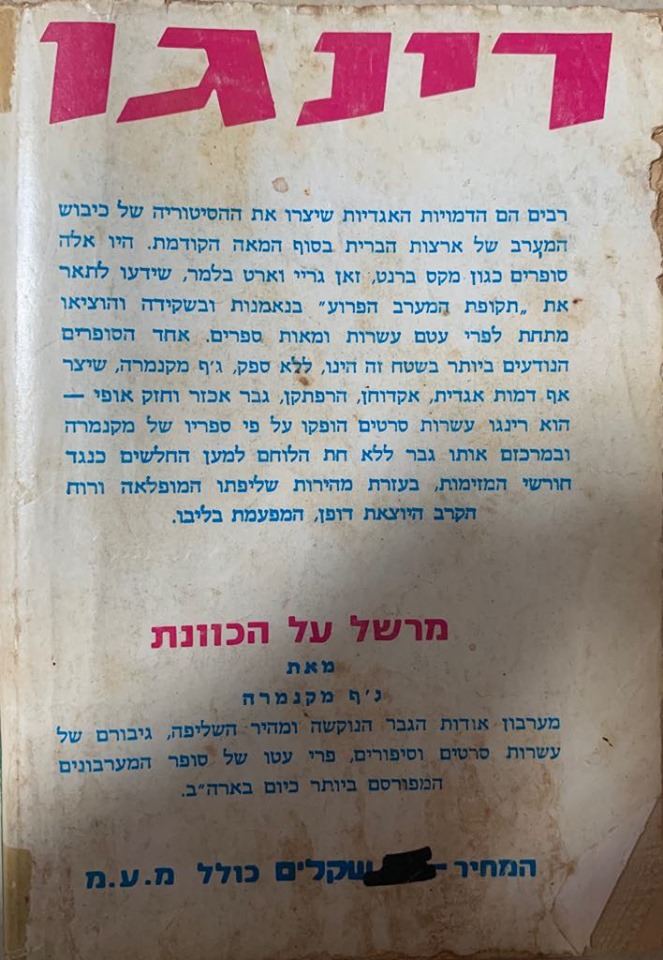 רינגו
רבים הם הדמויות האגדיות שיצרו את ההסיטוריה של כיבוש
המערב של ארצות הברית בסוף המאה הקודמת. היו אלה
סופרים כגון מקס ברנט, זאן גריי וארט בלמר, שידעו לתאר
את „תקופת המערב הפרוע״ בנאמנות ובשקידה והוציאו
מתחת לפרי עטם עשרות ומאות ספרים. אחד הסופרים
הנודעים ביותר בשטח זה הינו, ללא ספק, ג׳ף מקנמרה, שיצר
אף דמות אגדית, אקדוחן, הרפתקן, גבר אכזר וחזק אופי —
הוא רינגו עשרות סרטים הופקו על פי ספריו של מקנמרה
ובמרכזם אותו גבר ללא חת הלוחם למען החלשים כנגד
חורשי המזימות, בעזרת מהירות שליפתו המופלאה ורוח
הקרב היוצאת דופן, המפעמת בליבו.
מרשל על הכוונת
מאת
ג׳ף מקנמרה
מערבון אודות הגבר הנוקשה ומהיר השליפה, גיבורם של
עשרות סרטים וסיפורים, פרי עטו של סופר המערבונים
המפורסם ביותר כיום בארה״ב.
המחיר – שקלים כולל מ.ע.מ